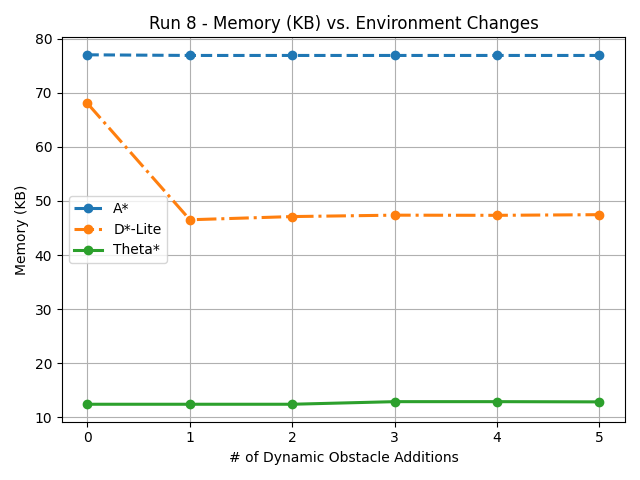 Run 8 - Memory (KB) vs. Environment Changes
80
70
60
50
40
30
20
10
Memory (KB)
A*
D*-Lite
Theta*
0 1 2 3 4 5
# of Dynamic Obstacle Additions